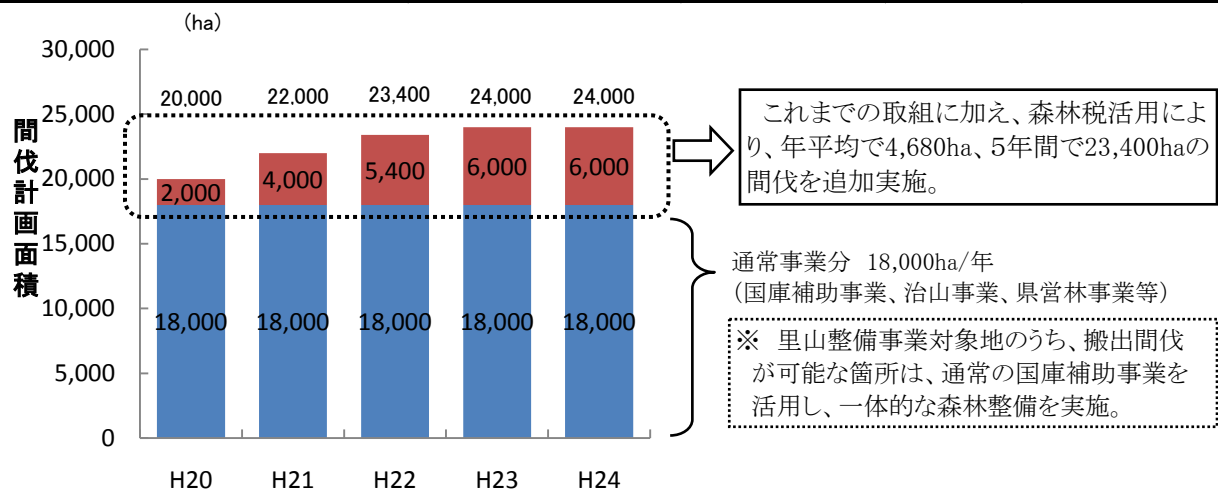 (ha)
30,000
25,000
20,000
15,000
10,000
5,000
0
間伐計画面積
20,000
22,000
23,400
24,000
24,000
2,000
4,000
5,400
6,000
6,000
18,000
18,000
18,000
18,000
18,000
H20
H21
H22
H23
H24
これまでの取組に加え、森林税活用によ
り、年平均で4,680ha、5年間で23,400haの
間伐を追加実施。
通常事業分 18,000ha/年
(国庫補助事業、治山事業、県営林事業等)
※ 里山整備事業対象地のうち、搬出間伐
が可能な箇所は、通常の国庫補助事業を
活用し、一体的な森林整備を実施。